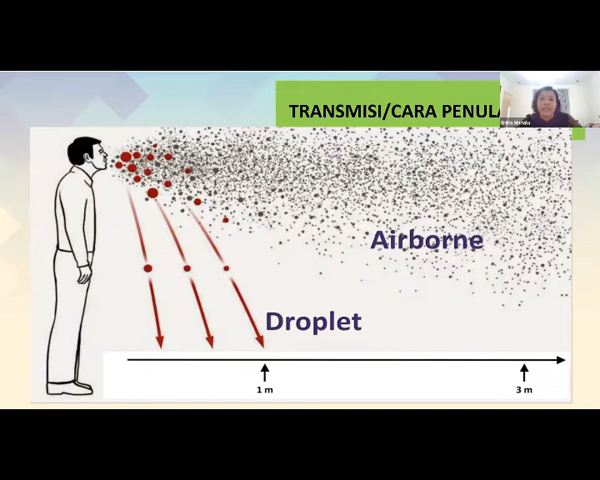 TRANSMISI/CARA PENULA
Airborne
Droplet
1 m
3 m